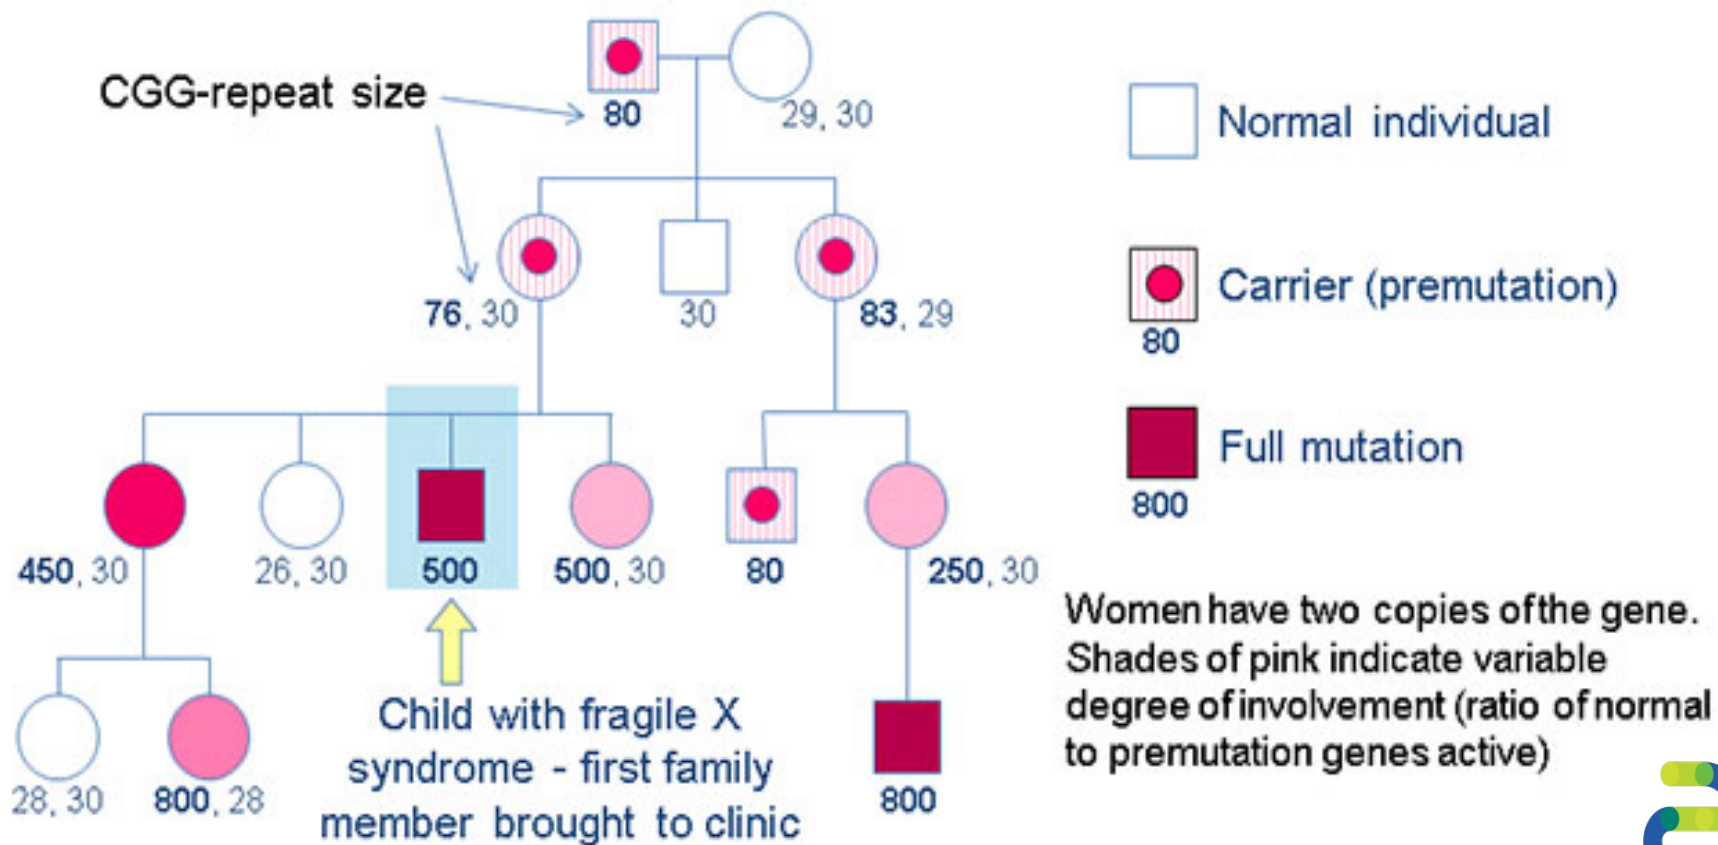 CGG-repeat size
80
29, 30
76, 30
30
83, 29
450, 30
26, 30
500
500, 30
80
250, 30
28, 30
800, 28
800
Child with fragile X
syndrome - first family
member brought to clinic
Normal individual
Carrier (premutation)
80
Full mutation
800
Women have two copies of the gene.
Shades of pink indicate variable
degree of involvement (ratio of normal
to premutation genes active)